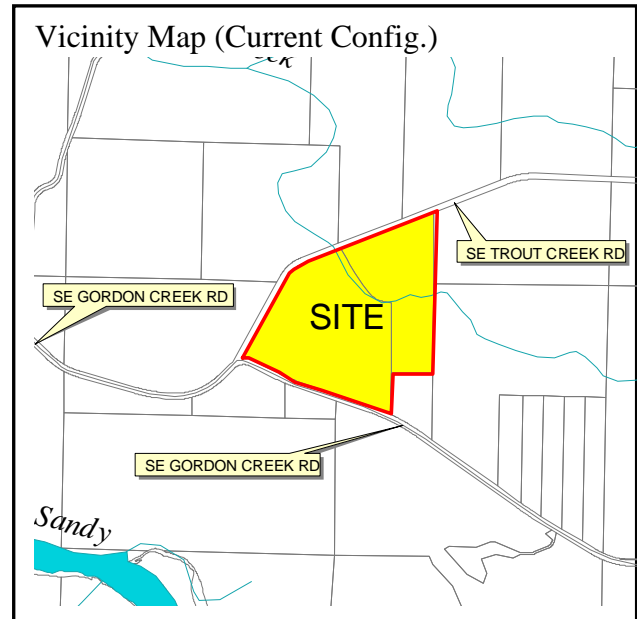 Vicinity Map (Current Config.)
SE TROUT CREEK RD
SE GORDON CREEK RD
SITE
SE GORDON CREEK RD
Sandy